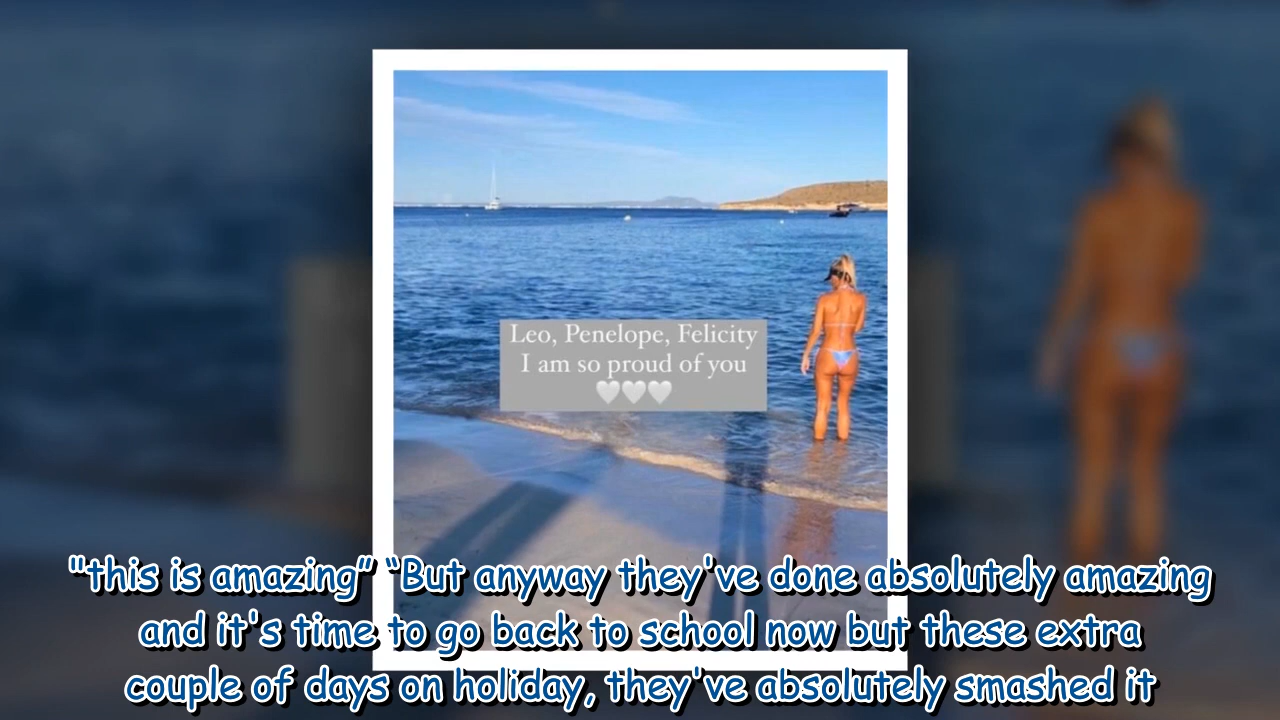 Leo, Penelope, Felicity
I am so proud of you
🤍🤍🤍
"this is amazing” “But anyway they've done absolutely amazing
and it's time to go back to school now but these extra
couple of days on holiday, they've absolutely smashed it